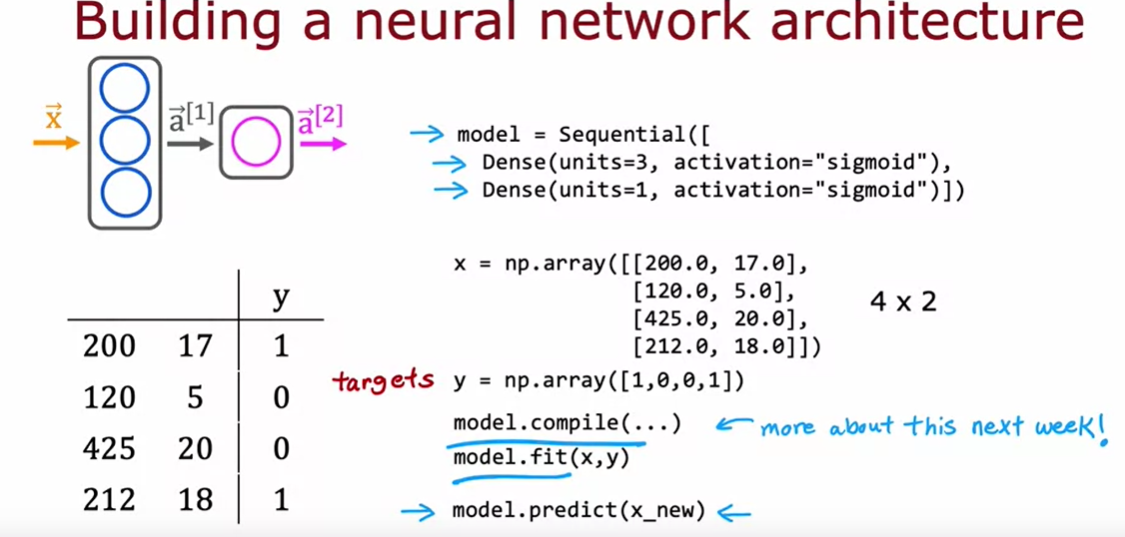 Building a neural network architecture
x⃗ a⃗[1] a⃗[2]
model = Sequential([
Dense(units=3, activation="sigmoid"),
Dense(units=1, activation="sigmoid")])
y
200 17 1
120 5 0
425 20 0
212 18 1
x = np.array([[200.0, 17.0],
[120.0, 5.0],
[425.0, 20.0],
[212.0, 18.0]])
4 x 2
targets y = np.array([1,0,0,1])
model.compile(...) more about this next week!
model.fit(x,y)
model.predict(x_new)